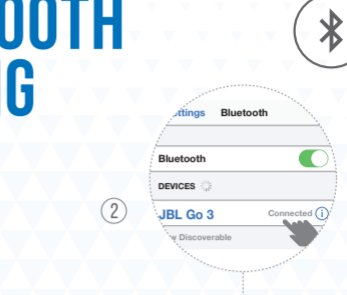 OOTH
G
ttings Bluetooth
Bluetooth
DEVICES
2
JBL Go 3 Connected i
w Discoverable